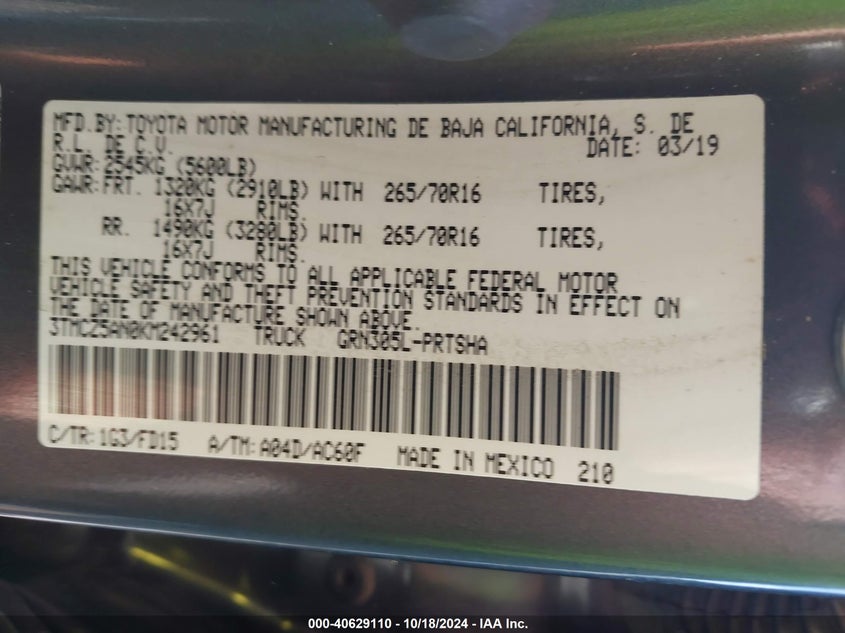 MFD.BY:TOYOTA MOTOR MANUFACTURING DE BAJA CALIFORNIA, S. DE
R.L. DE C.V. DATE: 03/19
GVWR:2545KG (5600LB)
GAWR:FRT. 1320KG (2910LB) WITH 265/70R16 TIRES,
16X7J RIMS.
RR. 1490KG (3280LB) WITH 265/70R16 TIRES,
16X7J RIMS.
THIS VEHICLE CONFORMS TO ALL APPLICABLE FEDERAL MOTOR
VEHICLE SAFETY AND THEFT PREVENTION STANDARDS IN EFFECT ON
THE DATE OF MANUFACTURE SHOWN ABOVE.
3TMCZ5AN0KM242961 TRUCK GRN305L-PRTSHA
C/TR:1G3/FD15 A/TM:A04D/AC60F MADE IN MEXICO 210
000-40629110 - 10/18/2024 - IAA Inc.